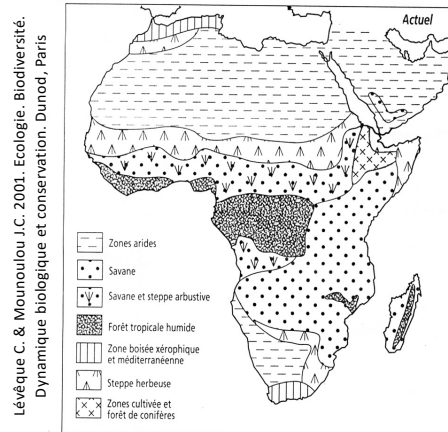 Lévêque C. & Mounoulou J.C. 2001. Ecologie. Biodiversité.
Dynamique biologique et conservation. Dunod, Paris
Actuel
Zones arides
Savane
Savane et steppe arbustive
Forêt tropicale humide
Zone boisée xérophique
et méditerranéenne
Steppe herbeuse
Zones cultivée et
forêt de conifères